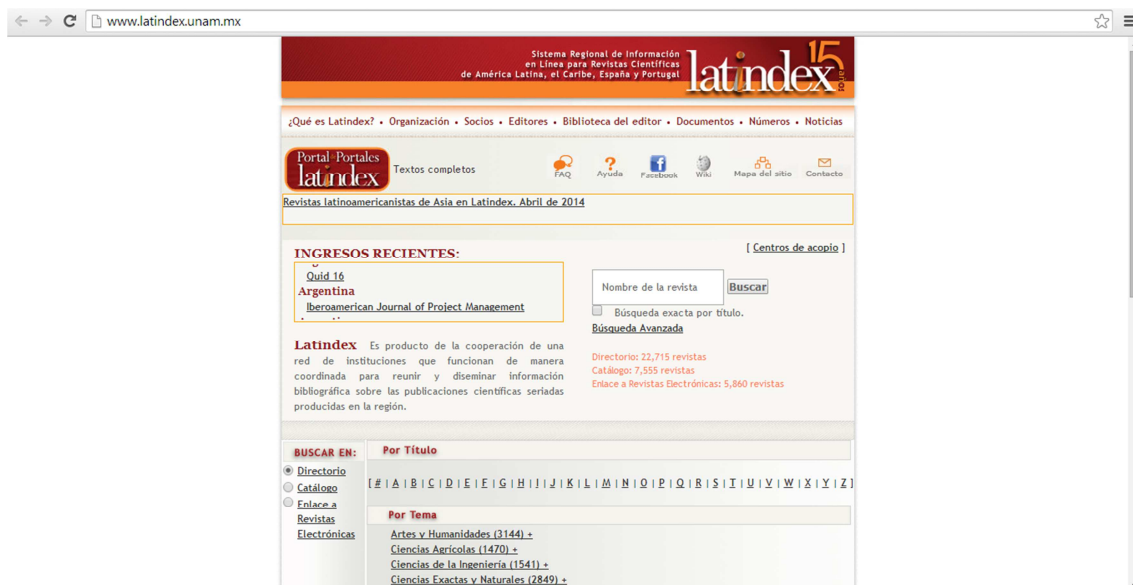 www.latindex.unam.mx
Sistema Regional de Información
en Línea para Revistas Científicas
de América Latina, el Caribe, España y Portugal
latindex
15 años
¿Qué es Latindex? • Organización • Socios • Editores • Biblioteca del editor • Documentos • Números • Noticias
Portal de Portales
latindex
Textos completos
FAQ
Ayuda
Facebook
Wiki
Mapa del sitio
Contacto
Revistas latinoamericanistas de Asia en Latindex. Abril de 2014
[ Centros de acopio ]
INGRESOS RECIENTES:
Quid 16
Argentina
Iberoamerican Journal of Project Management
Nombre de la revista
Buscar
Búsqueda exacta por título.
Búsqueda Avanzada
Latindex Es producto de la cooperación de una
red de instituciones que funcionan de manera
coordinada para reunir y diseminar información
bibliográfica sobre las publicaciones científicas seriadas
producidas en la región.
Directorio: 22,715 revistas
Catálogo: 7,555 revistas
Enlace a Revistas Electrónicas: 5,860 revistas
BUSCAR EN:
Directorio
Catálogo
Enlace a
Revistas
Electrónicas
Por Título
[ # | A | B | C | D | E | F | G | H | I | J | K | L | M | N | O | P | Q | R | S | T | U | V | W | X | Y | Z ]
Por Tema
Artes y Humanidades (3144) +
Ciencias Agrícolas (1470) +
Ciencias de la Ingeniería (1541) +
Ciencias Exactas y Naturales (2849) +